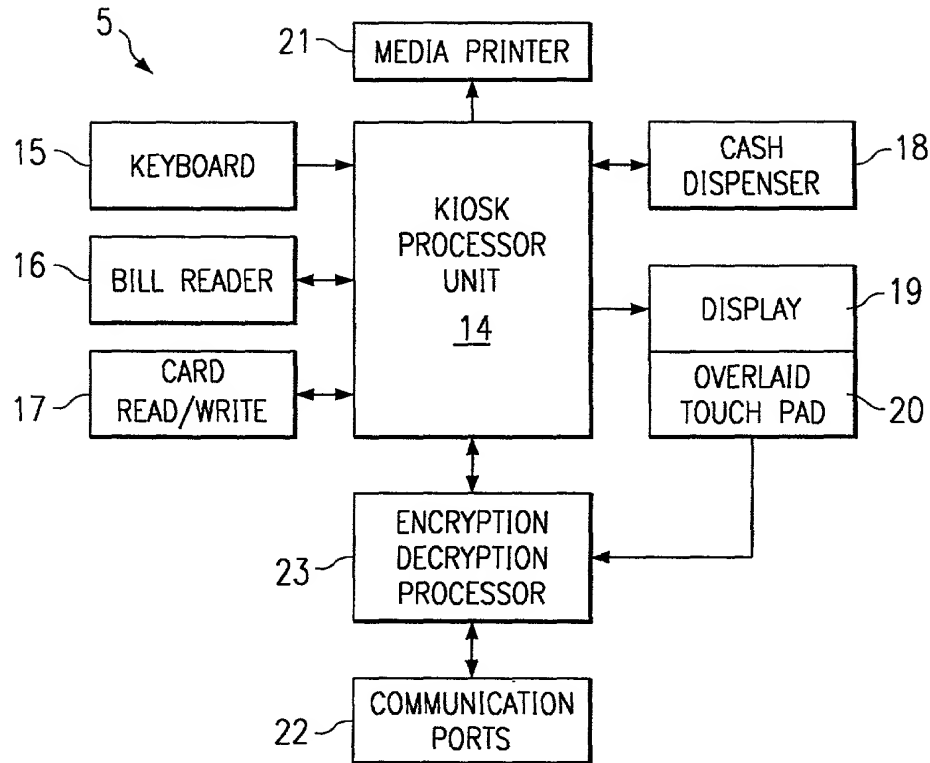 5
21
MEDIA PRINTER
15
KEYBOARD
KIOSK
PROCESSOR
UNIT
14
CASH
DISPENSER
18
16
BILL READER
DISPLAY
19
17
CARD
READ/WRITE
OVERLAID
TOUCH PAD
20
23
ENCRYPTION
DECRYPTION
PROCESSOR
22
COMMUNICATION
PORTS